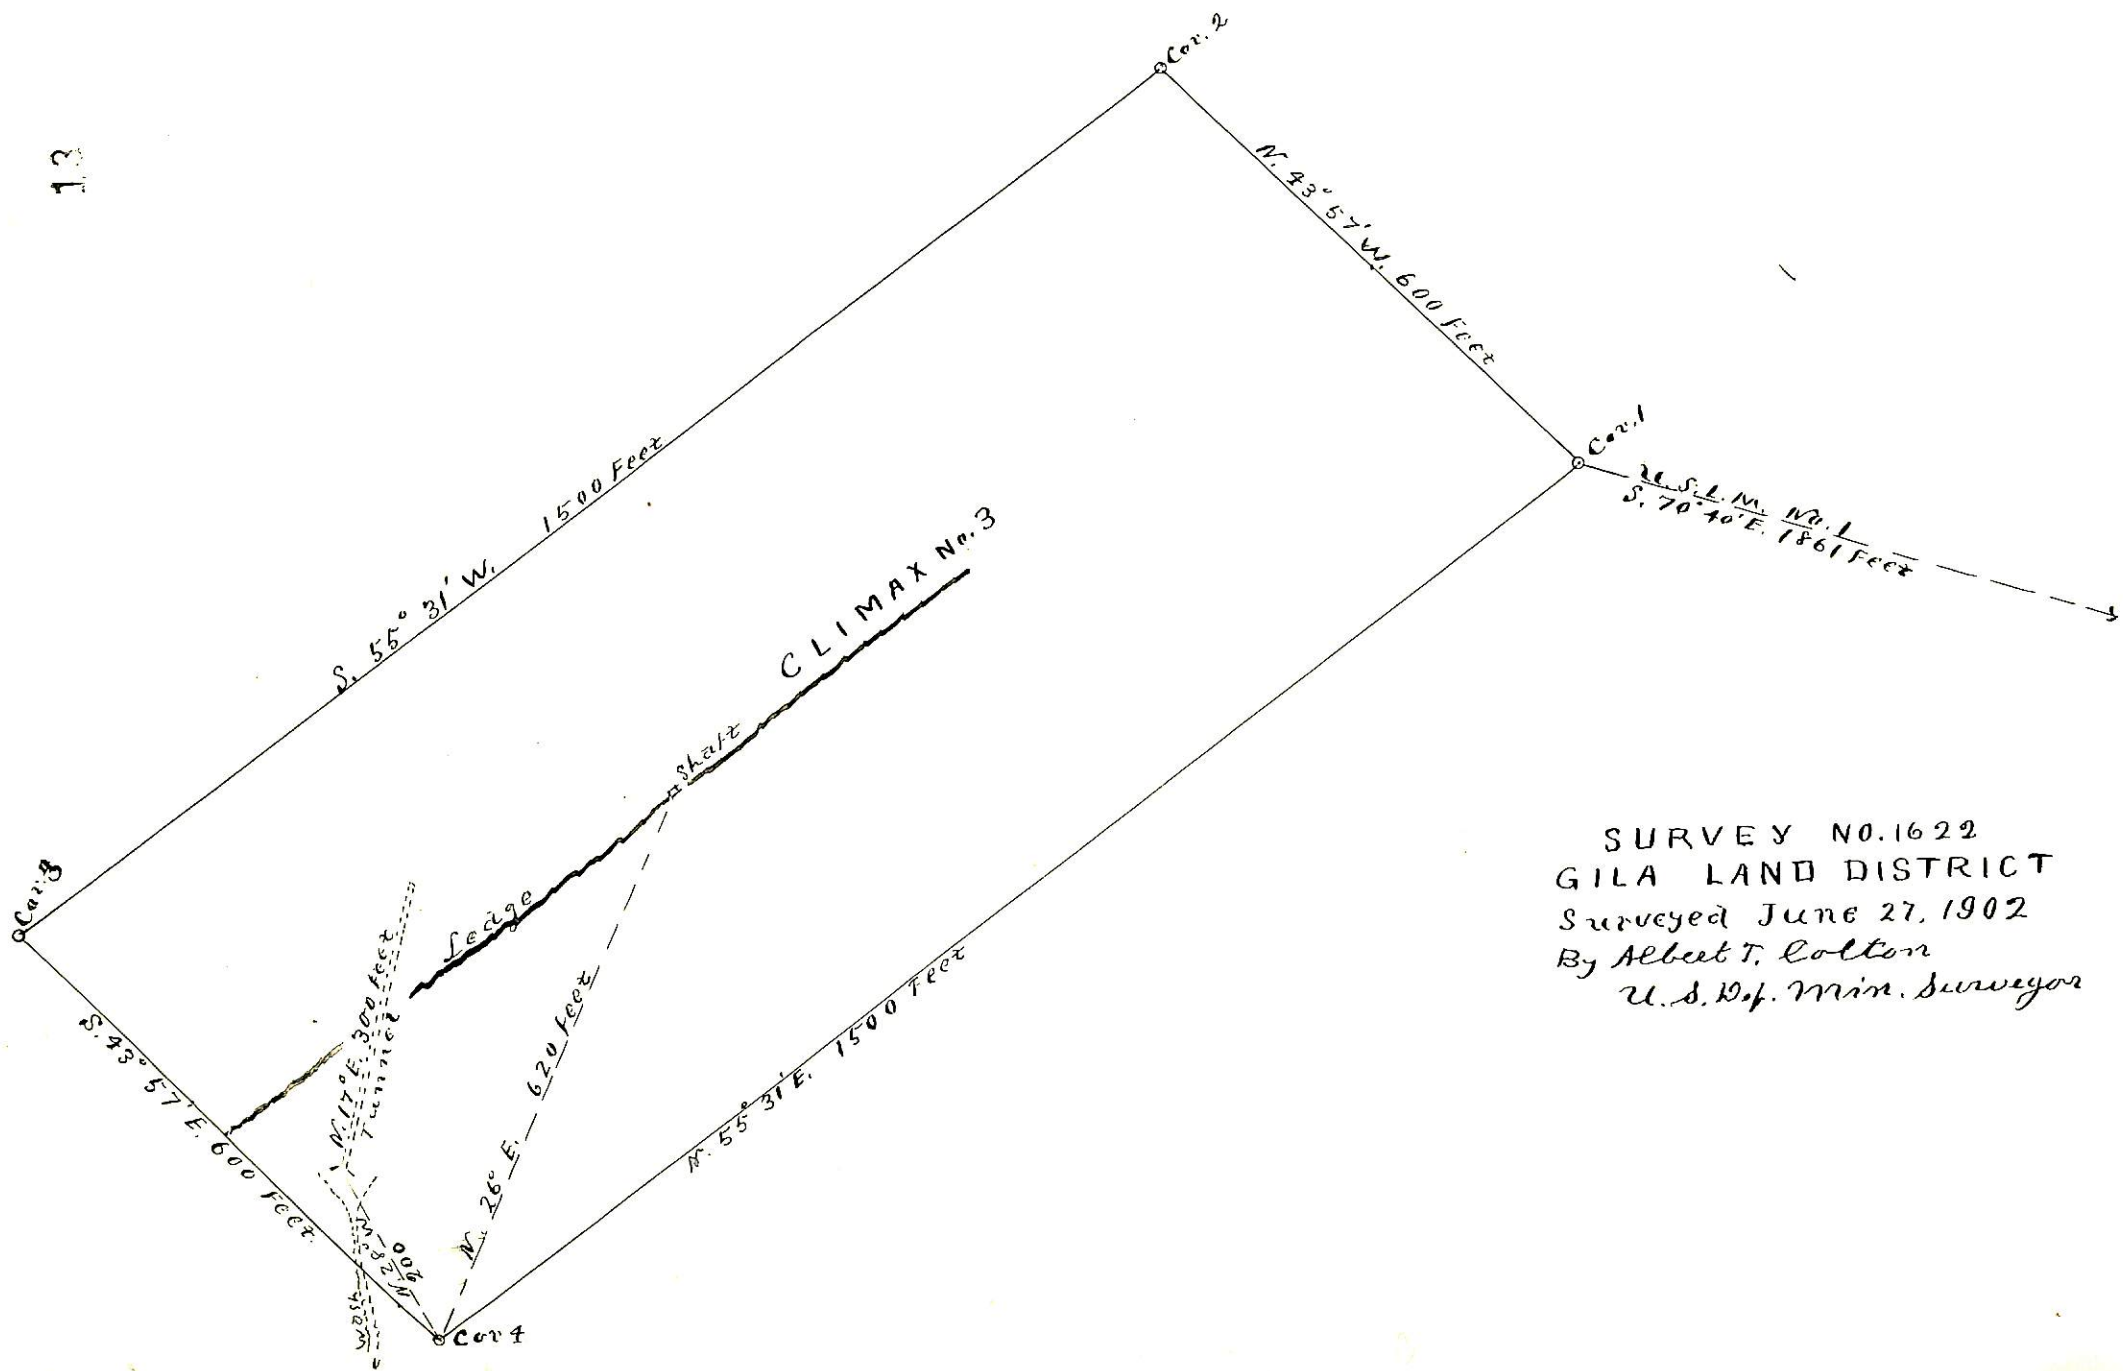 13
Cor. 2
N. 43° 57' W. 600 Feet
Cor. 1
U.S.L.M. No. 1
S. 70° 40' E. 1861 Feet
S. 55° 31' W. 1500 Feet
CLIMAX No. 3
Shaft
Ledge
Cor. 3
N. 17° E. 300 Feet
Tunnel
S. 43° 57' E. 600 Feet.
N. 26° E. 620 Feet
N. 55° 31' E. 1500 Feet
N. 28° W.
200
Wash
Cor 4
SURVEY NO. 1622
GILA LAND DISTRICT
Surveyed June 27, 1902
By Albert T. Colton
U. S. Dep. Min. Surveyor